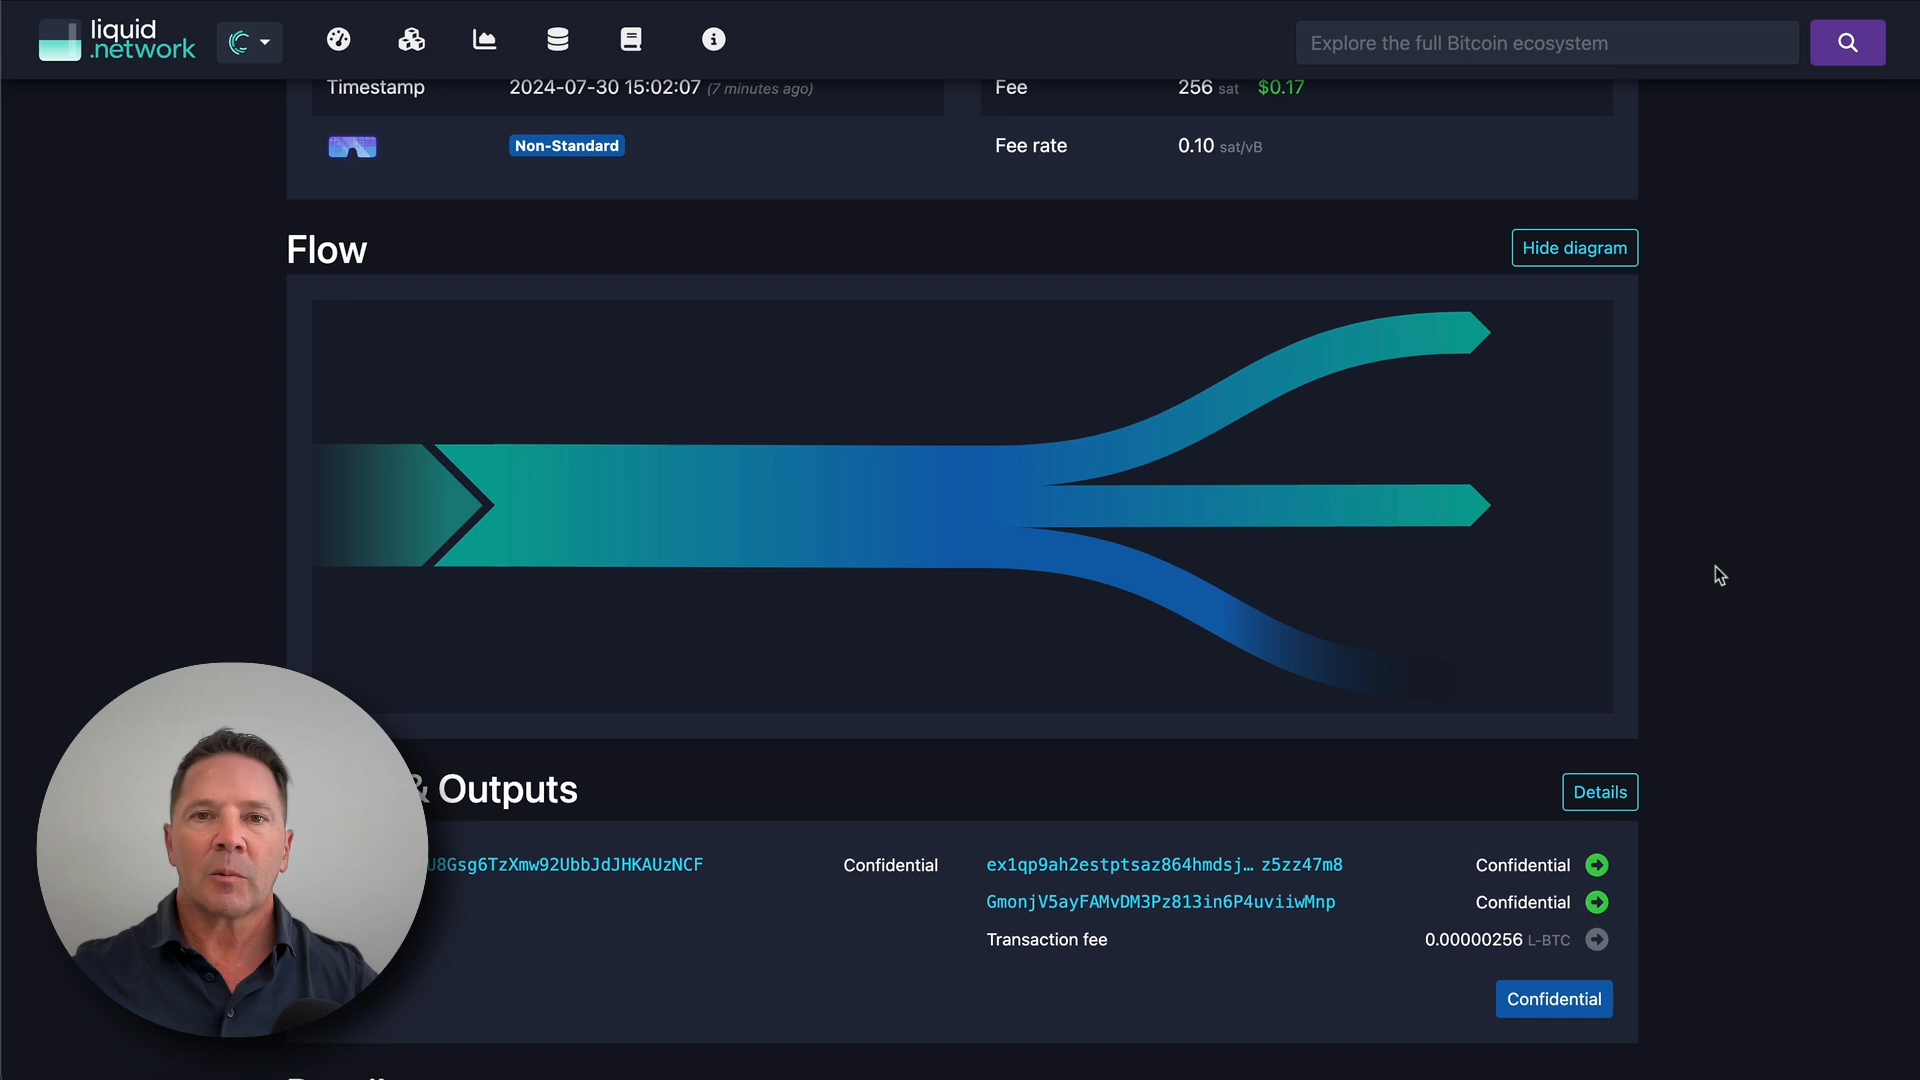 liquid
.network
Explore the full Bitcoin ecosystem
Timestamp 2024-07-30 15:02:07 (7 minutes ago)
Fee 256 sat $0.17
Non-Standard
Fee rate 0.10 sat/vB
Flow
Hide diagram
& Outputs
Details
U8Gsg6TzXmw92UbbJdJHKAUzNCF Confidential
ex1qp9ah2estptsaz864hmdsj… z5zz47m8 Confidential
GmonjV5ayFAMvDM3Pz813in6P4uviiwMnp Confidential
Transaction fee 0.00000256 L-BTC
Confidential